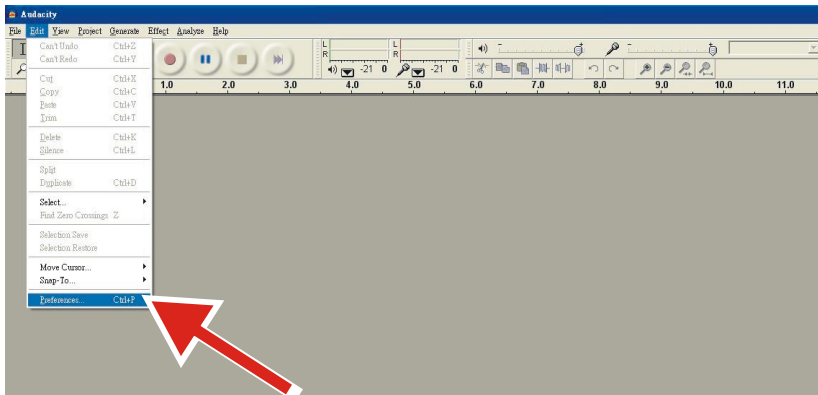 Audacity
File Edit View Project Generate Effect Analyze Help
Can't Undo Ctrl+Z
Can't Redo Ctrl+Y
Cut Ctrl+X
Copy Ctrl+C
Paste Ctrl+V
Trim Ctrl+T
Delete Ctrl+K
Silence Ctrl+L
Split
Duplicate Ctrl+D
Select...
Find Zero Crossings Z
Selection Save
Selection Restore
Move Cursor...
Snap-To...
Preferences... Ctrl+P
L
R
-21 0
L
R
-21 0
1.0 2.0 3.0 4.0 5.0 6.0 7.0 8.0 9.0 10.0 11.0